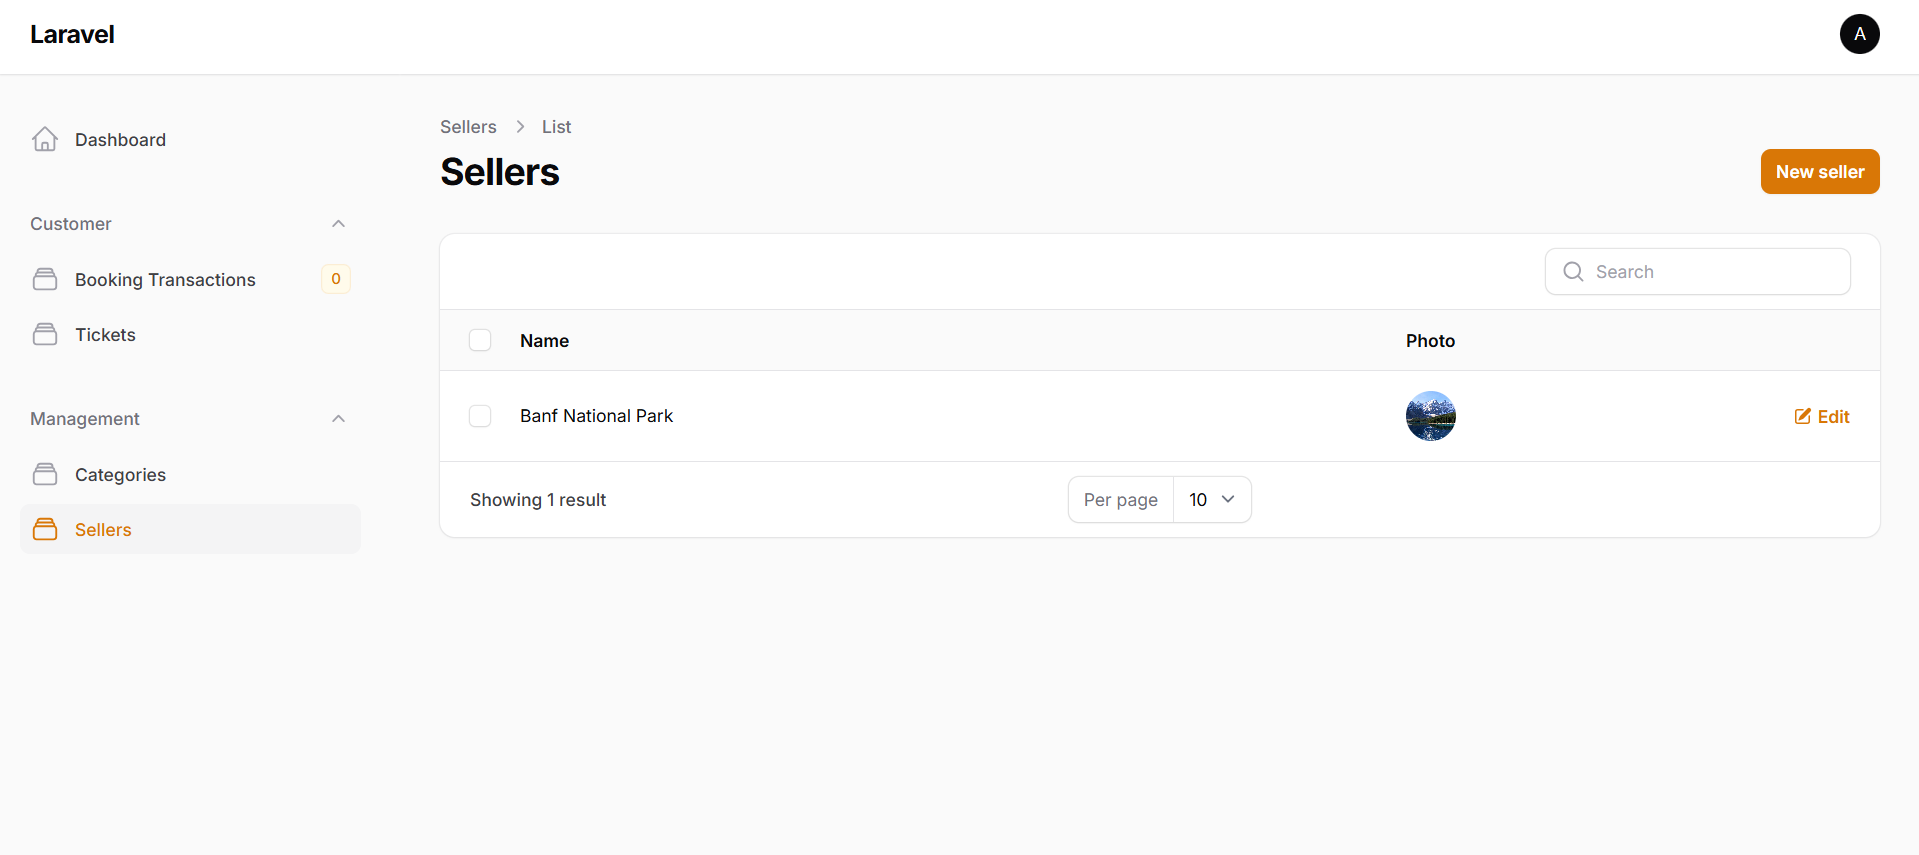 Laravel
A
Dashboard
Customer
Booking Transactions 0
Tickets
Management
Categories
Sellers
Sellers > List
Sellers
New seller
Search
Name Photo
Banf National Park Edit
Showing 1 result Per page 10